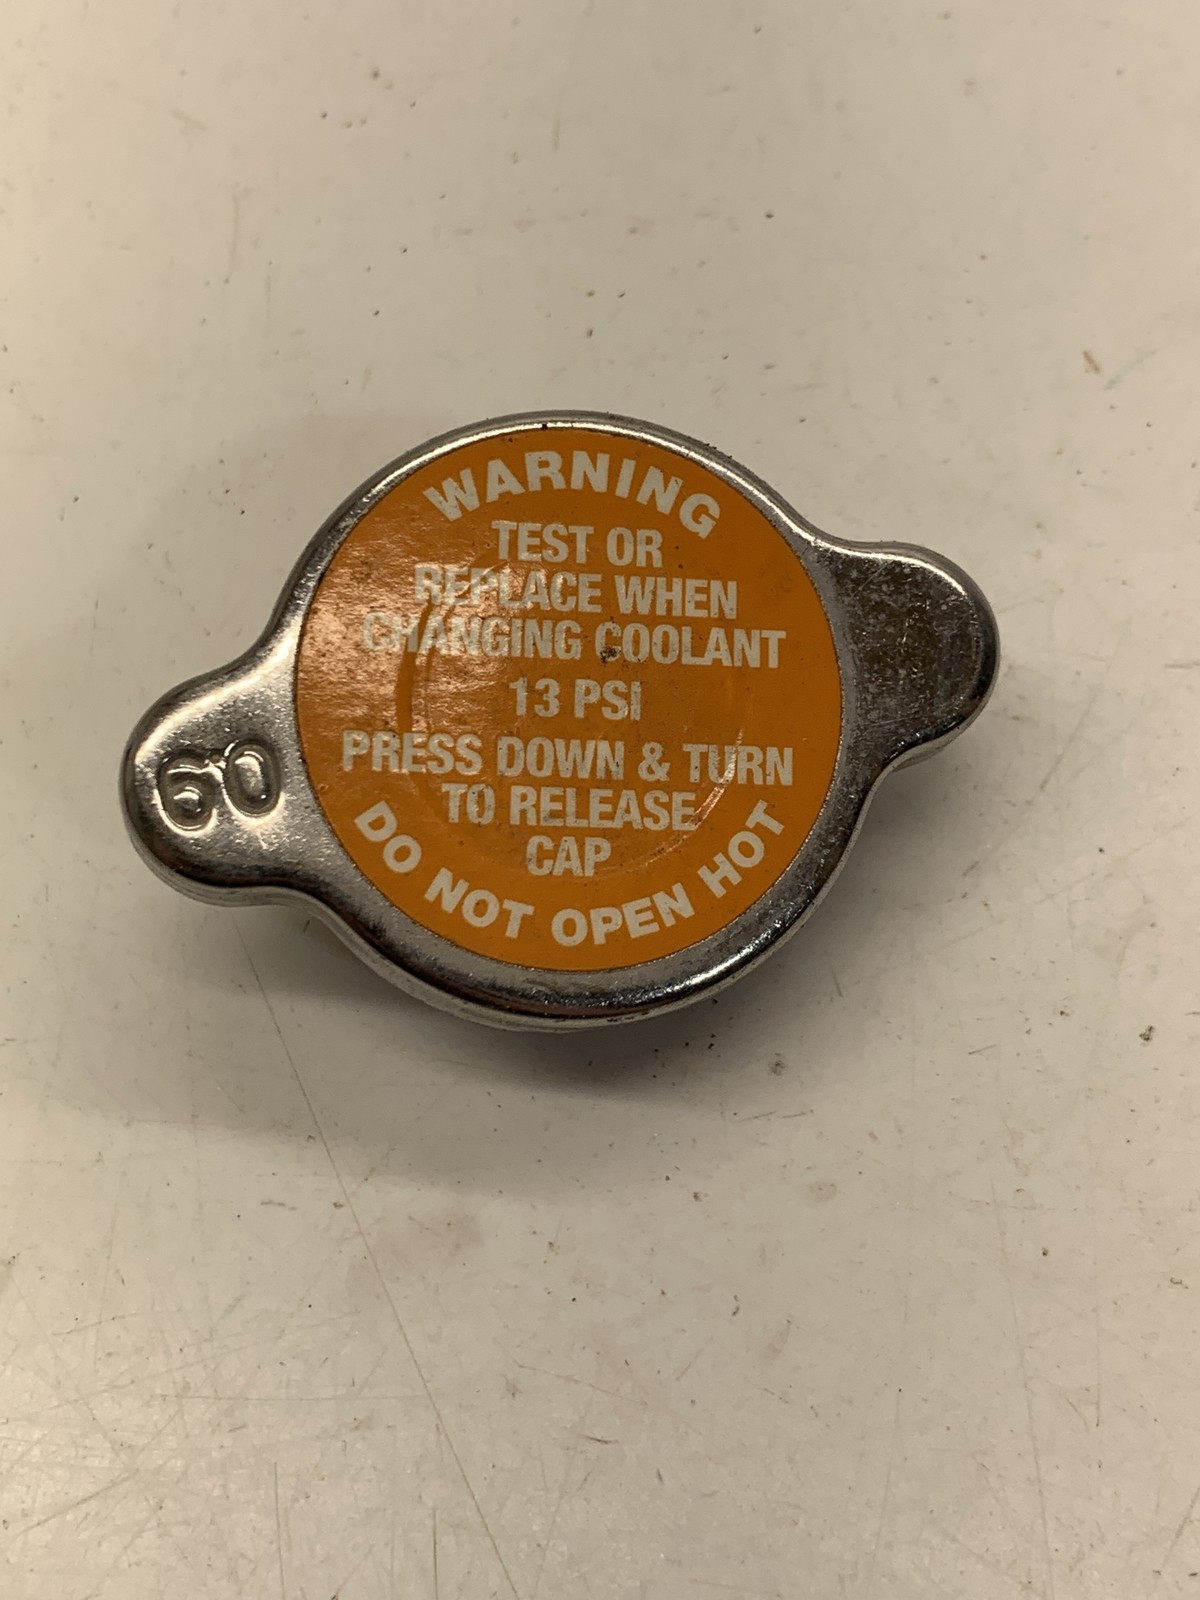 WARNING
TEST OR
REPLACE WHEN
CHANGING COOLANT
13 PSI
PRESS DOWN & TURN
TO RELEASE
CAP
DO NOT OPEN HOT
60